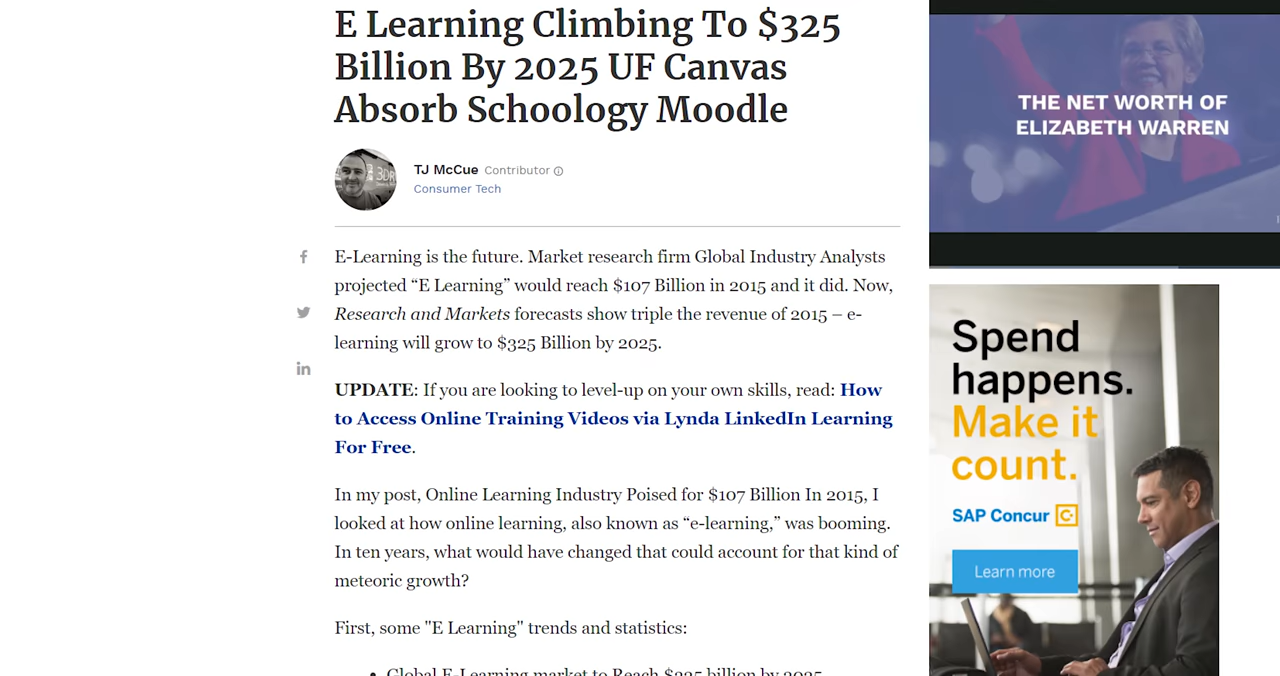 E Learning Climbing To $325
Billion By 2025 UF Canvas
Absorb Schoology Moodle
TJ McCue Contributor
Consumer Tech
E-Learning is the future. Market research firm Global Industry Analysts
projected “E Learning” would reach $107 Billion in 2015 and it did. Now,
Research and Markets forecasts show triple the revenue of 2015 – e-
learning will grow to $325 Billion by 2025.
UPDATE: If you are looking to level-up on your own skills, read: How
to Access Online Training Videos via Lynda LinkedIn Learning
For Free.
In my post, Online Learning Industry Poised for $107 Billion In 2015, I
looked at how online learning, also known as “e-learning,” was booming.
In ten years, what would have changed that could account for that kind of
meteoric growth?
First, some "E Learning" trends and statistics:
• Global E-Learning market to Reach $325 billion by 2025
THE NET WORTH OF
ELIZABETH WARREN
Spend
happens.
Make it
count.
SAP Concur C
Learn more